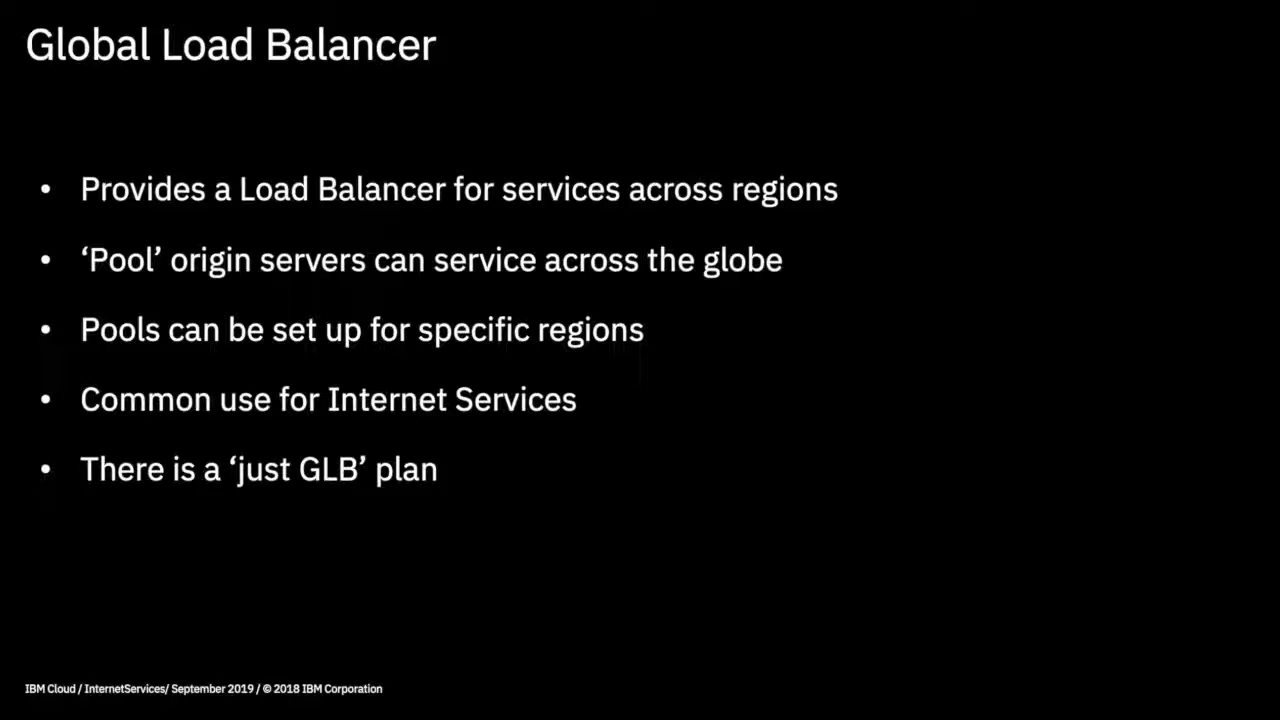 Global Load Balancer
• Provides a Load Balancer for services across regions
• ‘Pool’ origin servers can service across the globe
• Pools can be set up for specific regions
• Common use for Internet Services
• There is a ‘just GLB’ plan
IBM Cloud / InternetServices/ September 2019 / © 2018 IBM Corporation